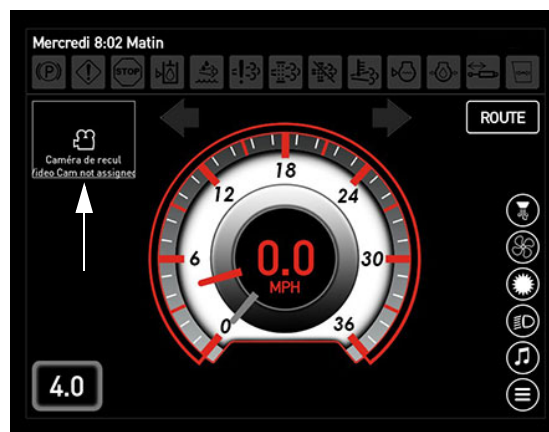 Mercredi 8:02 Matin
(P)
STOP
ROUTE
Caméra de recul
ideo Cam not assigned
18
12
24
6
30
0.0
MPH
0
36
4.0